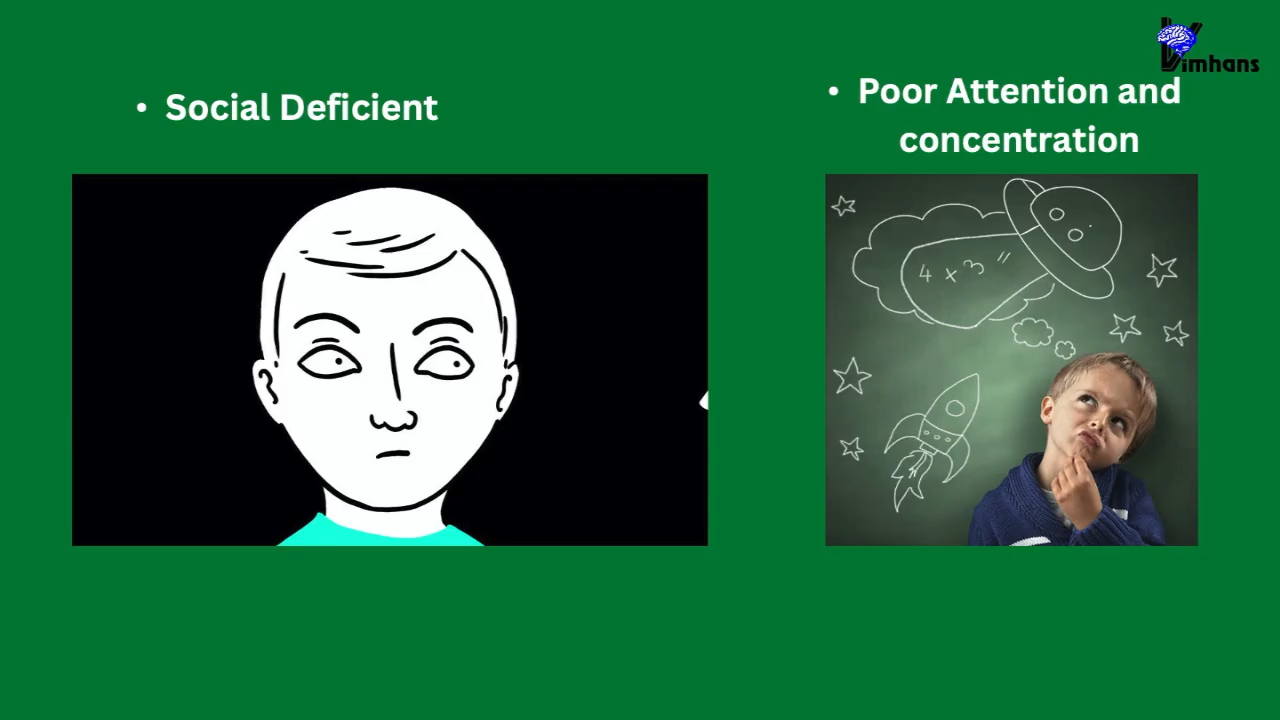 Vimhans
• Social Deficient
• Poor Attention and
concentration
4 x 3 =